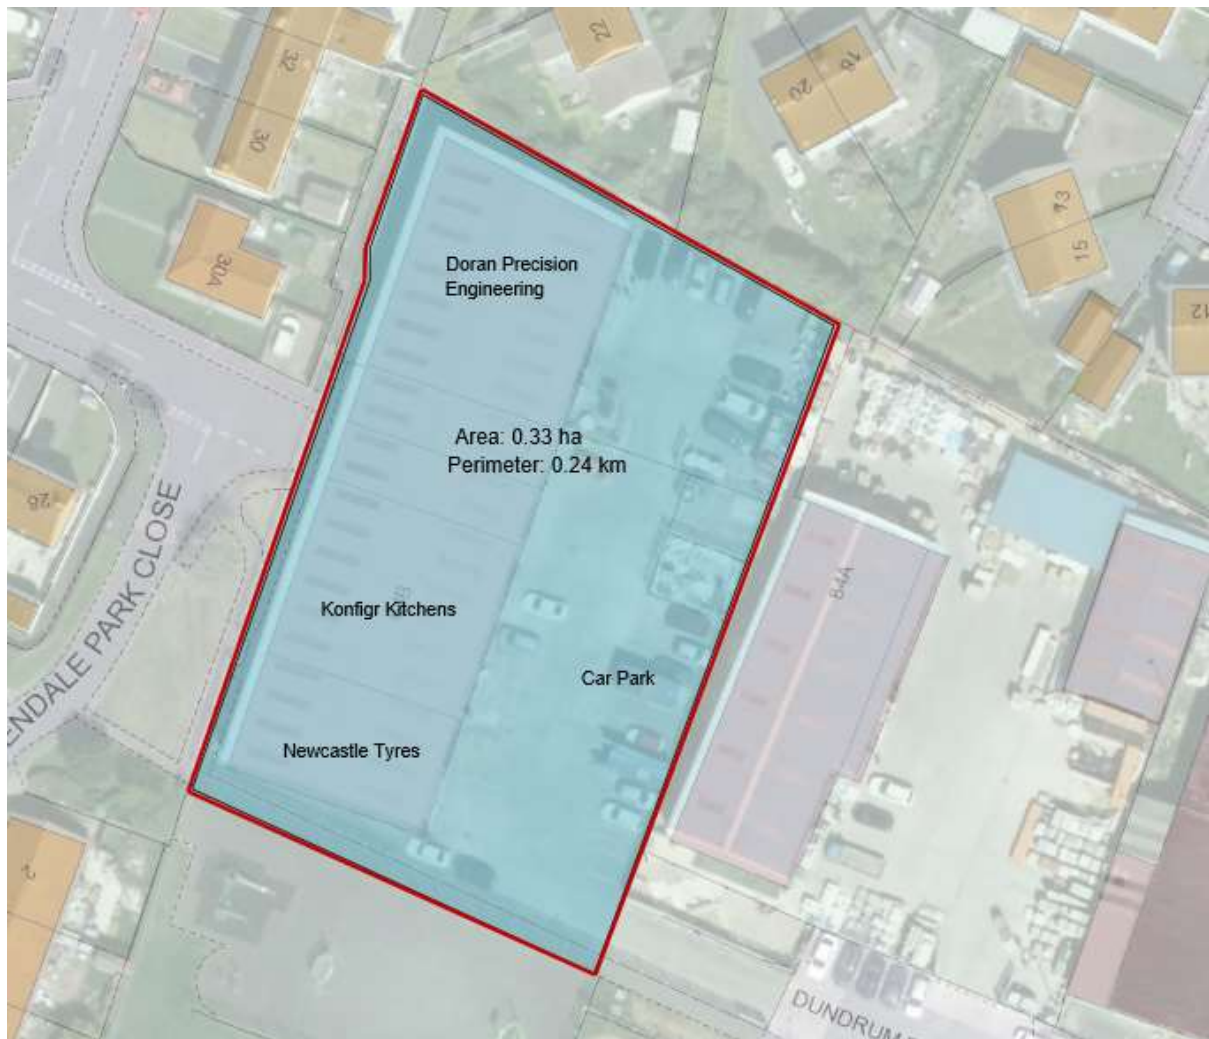 22
32
18
20
30
13
15
30A
12
Doran Precision
Engineering
Area: 0.33 ha
Perimeter: 0.24 km
28
ENDALE PARK CLOSE
84A
Konfigr Kitchens
Car Park
Newcastle Tyres
2
DUNDRUM